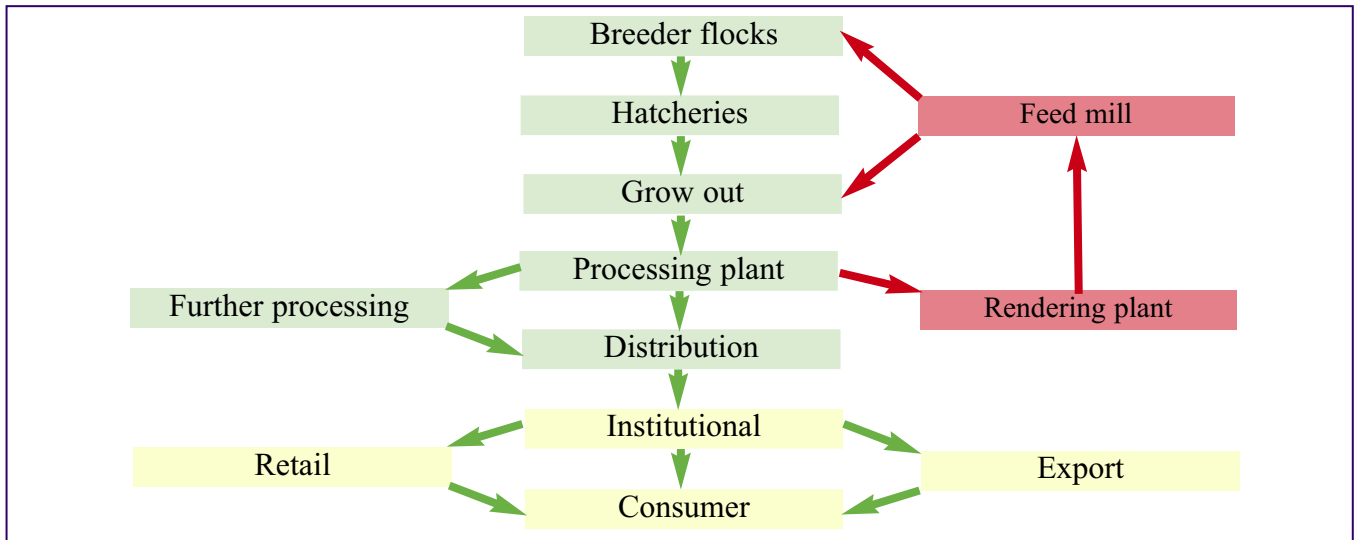 Breeder flocks
Hatcheries
Feed mill
Grow out
Processing plant
Further processing
Rendering plant
Distribution
Institutional
Retail
Export
Consumer